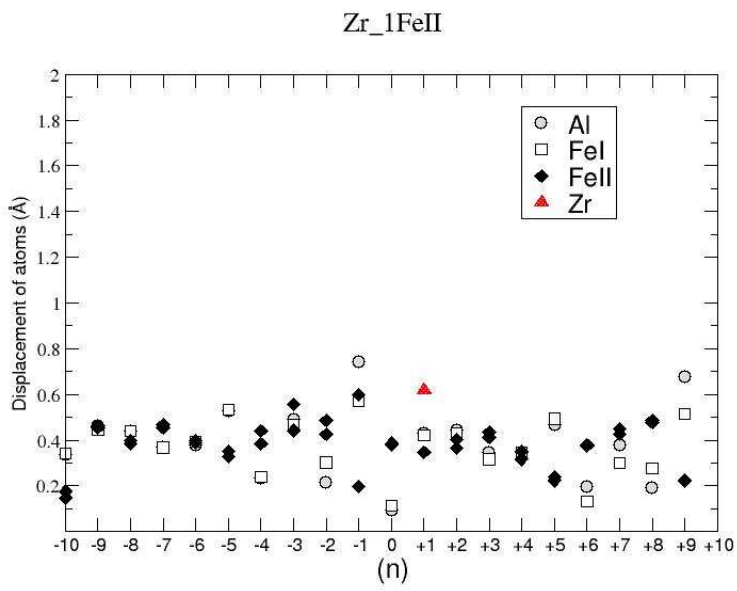 Zr_1FeII
2
1.8
1.6
1.4
1.2
1
0.8
0.6
0.4
0.2
Displacement of atoms (Å)
Al
FeI
FeII
Zr
-10 -9 -8 -7 -6 -5 -4 -3 -2 -1 0 +1 +2 +3 +4 +5 +6 +7 +8 +9 +10
(n)